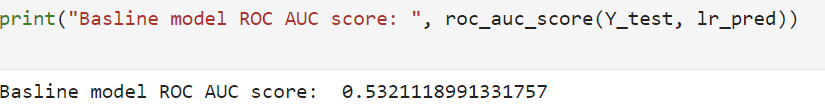 print("Basline model ROC AUC score: ", roc_auc_score(Y_test, lr_pred))
Basline model ROC AUC score:  0.5321118991331757